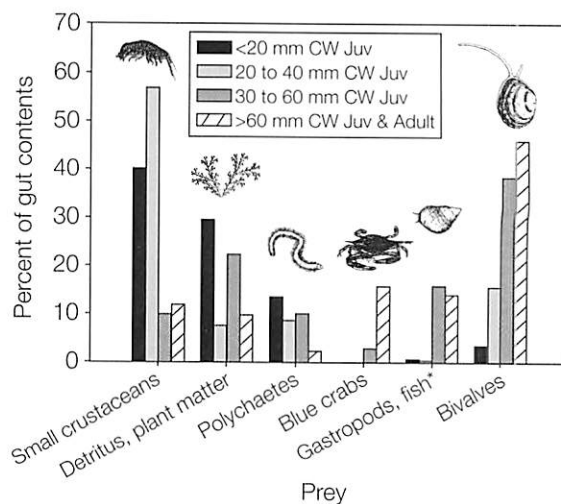 70
60
50
40
30
20
10
0
Percent of gut contents
<20 mm CW Juv
20 to 40 mm CW Juv
30 to 60 mm CW Juv
>60 mm CW Juv & Adult
Small crustaceans
Detritus, plant matter
Polychaetes
Blue crabs
Gastropods, fish*
Bivalves
Prey